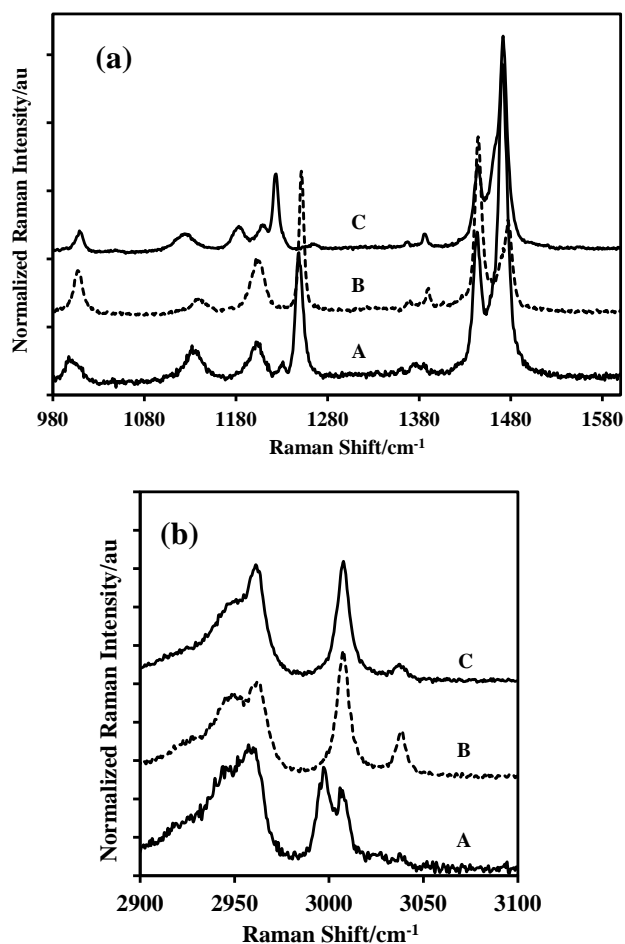 (a)
Normalized Raman Intensity/au
C
B
A
980 1080 1180 1280 1380 1480 1580
Raman Shift/cm-1
(b)
Normalized Raman Intensity/au
C
B
A
2900 2950 3000 3050 3100
Raman Shift/cm-1